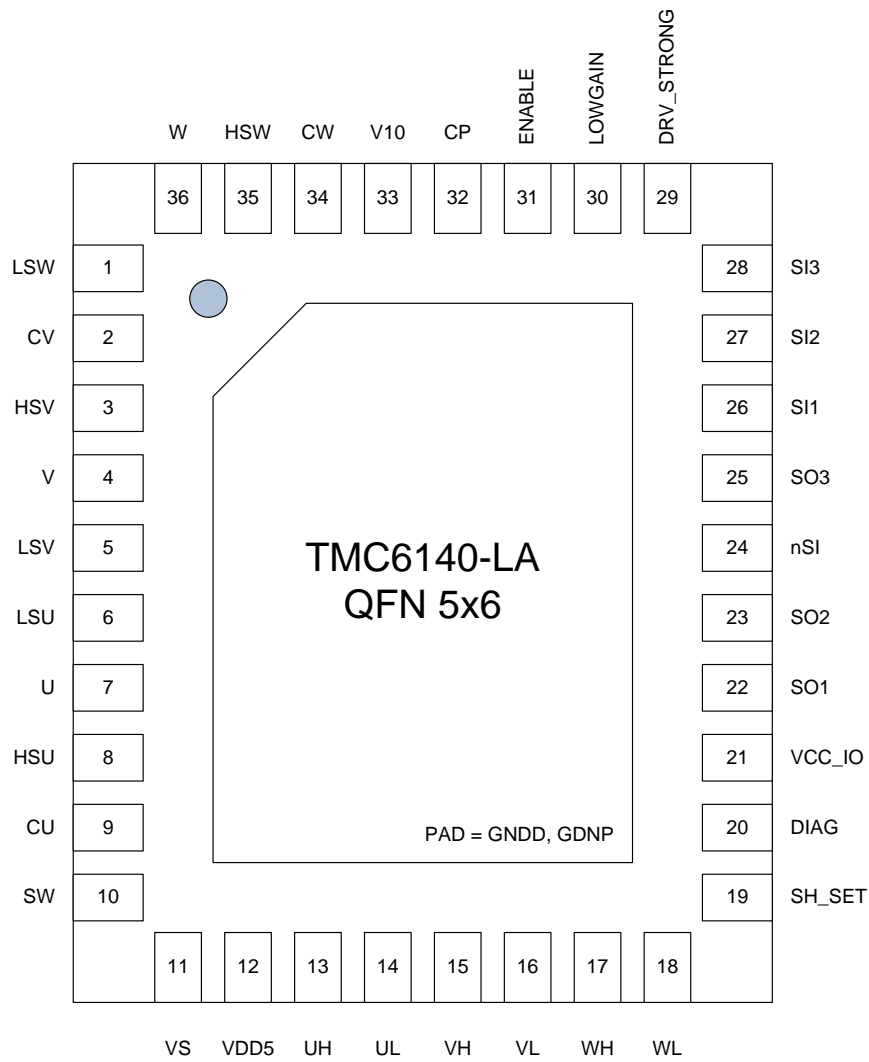 ENABLE
LOWGAIN
DRV_STRONG
W HSW CW V10 CP
36 35 34 33 32 31 30 29
LSW 1 28 SI3
CV 2 27 SI2
HSV 3 26 SI1
V 4 25 SO3
LSV 5 24 nSI
TMC6140-LA
QFN 5x6
LSU 6 23 SO2
U 7 22 SO1
HSU 8 21 VCC_IO
CU 9 PAD = GNDD, GDNP 20 DIAG
SW 10 19 SH_SET
11 12 13 14 15 16 17 18
VS VDD5 UH UL VH VL WH WL